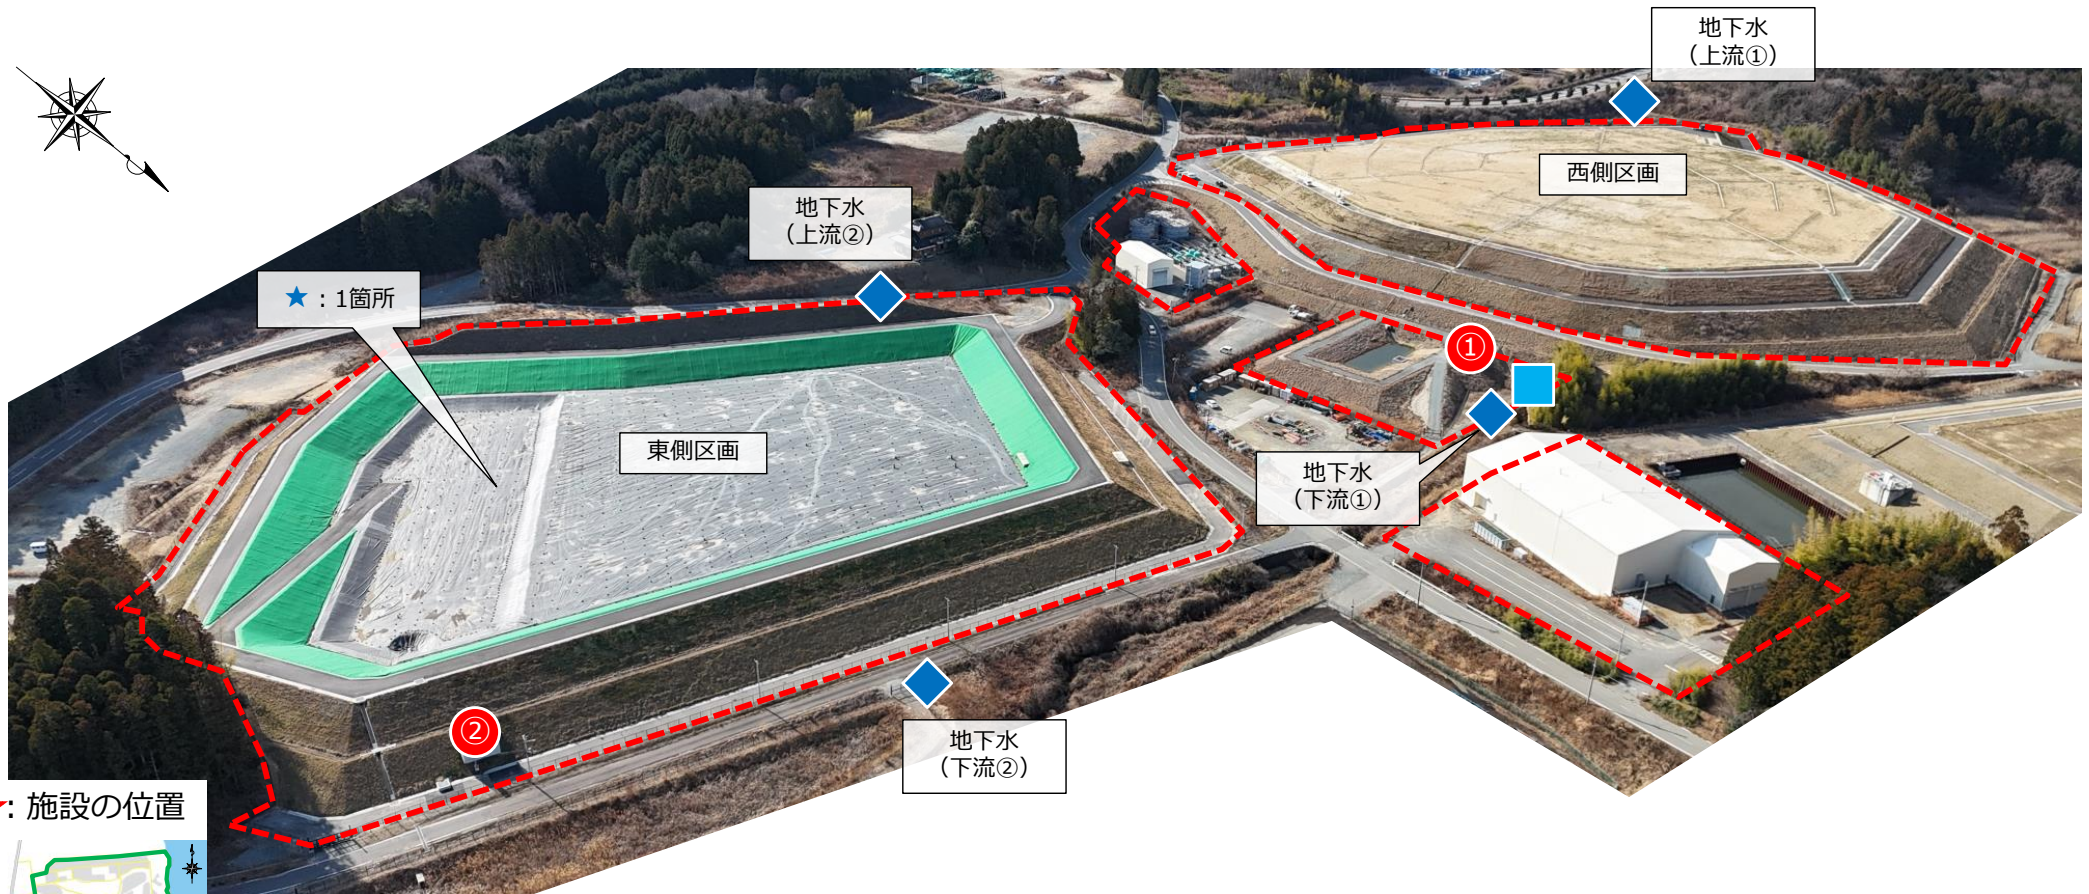 地下水
（上流①）
西側区画
地下水
（上流②）
★：1箇所
①
東側区画
地下水
（下流①）
②
地下水
（下流②）
：施設の位置